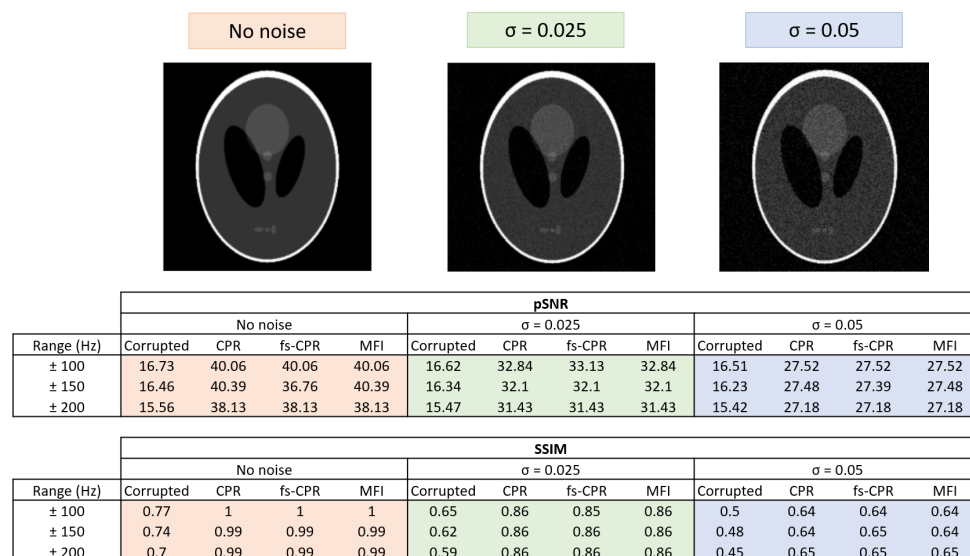 No noise σ = 0.025 σ = 0.05
pSNR
No noise σ = 0.025 σ = 0.05
Range (Hz) Corrupted CPR fs-CPR MFI Corrupted CPR fs-CPR MFI Corrupted CPR fs-CPR MFI
± 100 16.73 40.06 40.06 40.06 16.62 32.84 33.13 32.84 16.51 27.52 27.52 27.52
± 150 16.46 40.39 36.76 40.39 16.34 32.1 32.1 32.1 16.23 27.48 27.39 27.48
± 200 15.56 38.13 38.13 38.13 15.47 31.43 31.43 31.43 15.42 27.18 27.18 27.18
SSIM
No noise σ = 0.025 σ = 0.05
Range (Hz) Corrupted CPR fs-CPR MFI Corrupted CPR fs-CPR MFI Corrupted CPR fs-CPR MFI
± 100 0.77 1 1 1 0.65 0.86 0.85 0.86 0.5 0.64 0.64 0.64
± 150 0.74 0.99 0.99 0.99 0.62 0.86 0.86 0.86 0.48 0.64 0.65 0.64
± 200 0.7 0.99 0.99 0.99 0.59 0.86 0.86 0.86 0.45 0.65 0.65 0.65